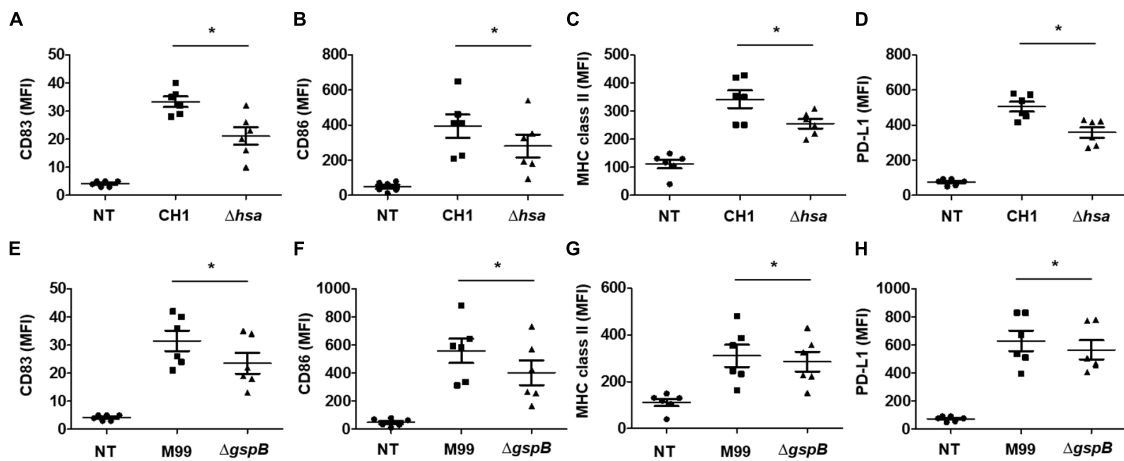 A
CD83 (MFI)
50
40
30
20
10
0
*
NT CH1 Δhsa
B
CD86 (MFI)
800
600
400
200
0
*
NT CH1 Δhsa
C
MHC class II (MFI)
500
400
300
200
100
0
*
NT CH1 Δhsa
D
PD-L1 (MFI)
800
600
400
200
0
*
NT CH1 Δhsa
E
CD83 (MFI)
50
40
30
20
10
0
*
NT M99 ΔgspB
F
CD86 (MFI)
1000
800
600
400
200
0
*
NT M99 ΔgspB
G
MHC class II (MFI)
600
400
200
0
*
NT M99 ΔgspB
H
PD-L1 (MFI)
1000
800
600
400
200
0
*
NT M99 ΔgspB